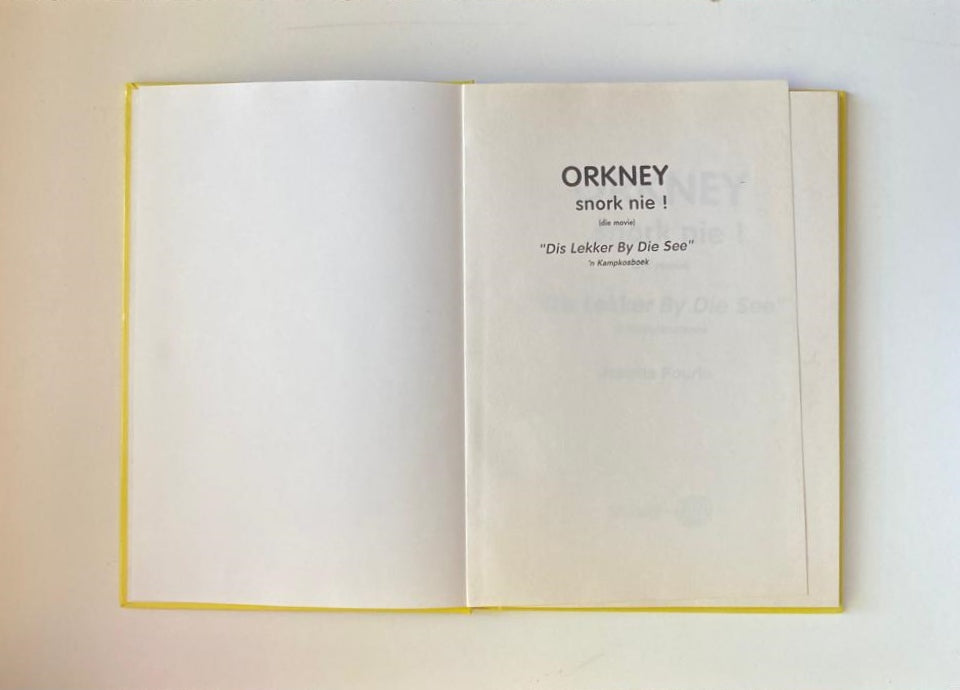 ORKNEY
snork nie !
(die movie)
"Dis Lekker By Die See"
'n Kampkosboek